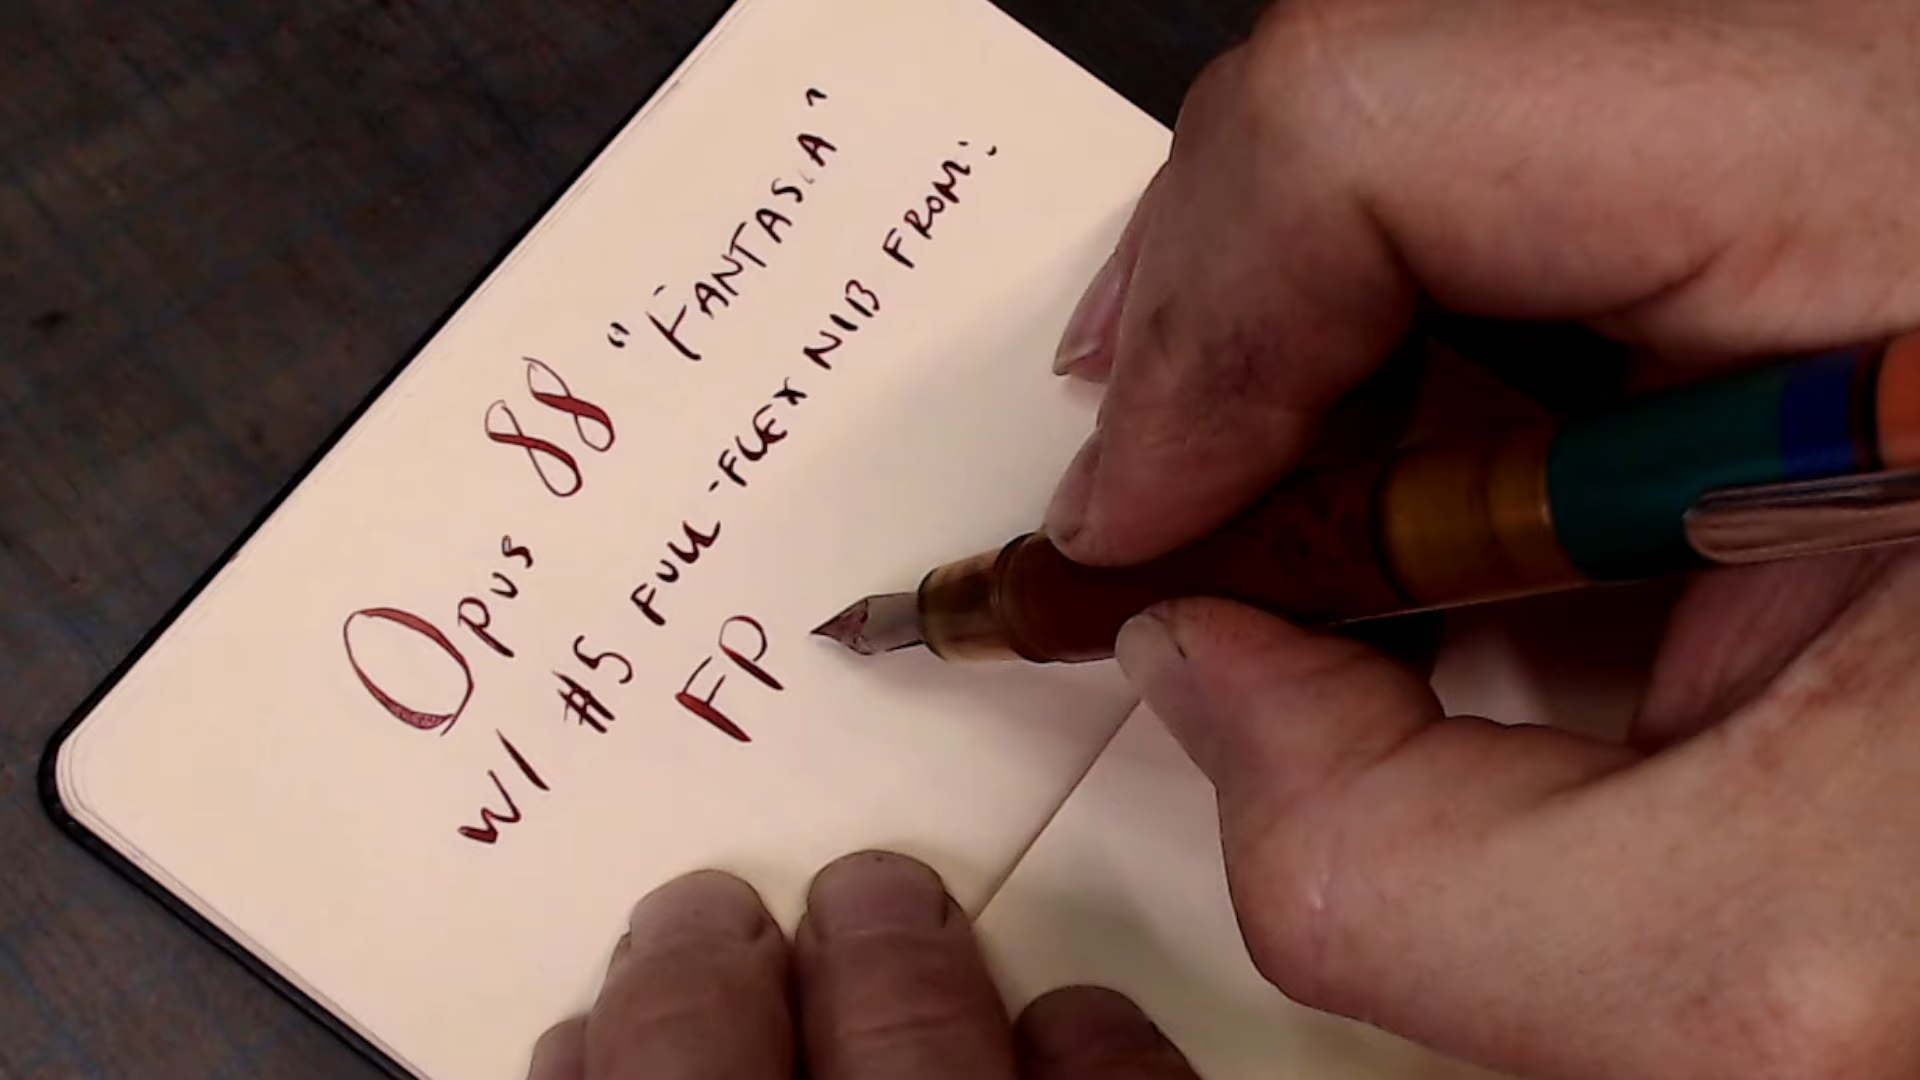 Opus 88 "FANTASIA"
W/ #5 FULL-FLEX NIB FROM:
FP